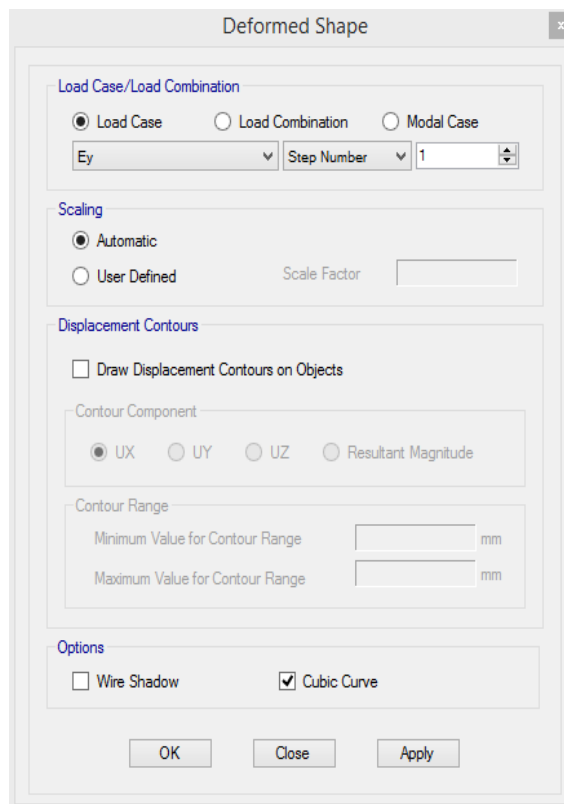 Deformed Shape
x
Load Case/Load Combination
Load Case Load Combination Modal Case
Ey Step Number 1
Scaling
Automatic
User Defined Scale Factor
Displacement Contours
Draw Displacement Contours on Objects
Contour Component
UX UY UZ Resultant Magnitude
Contour Range
Minimum Value for Contour Range mm
Maximum Value for Contour Range mm
Options
Wire Shadow Cubic Curve
OK Close Apply